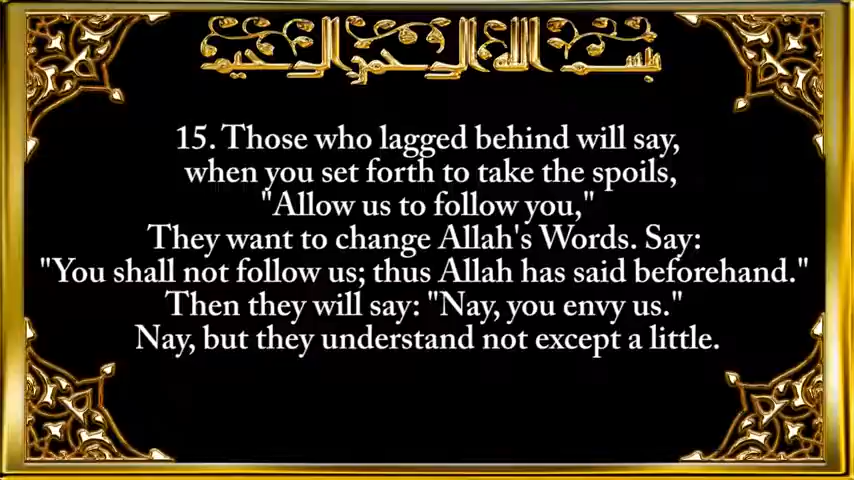 بسم الله الرحمن الرحيم
15. Those who lagged behind will say,
when you set forth to take the spoils,
"Allow us to follow you,"
They want to change Allah's Words. Say:
"You shall not follow us; thus Allah has said beforehand."
Then they will say: "Nay, you envy us."
Nay, but they understand not except a little.